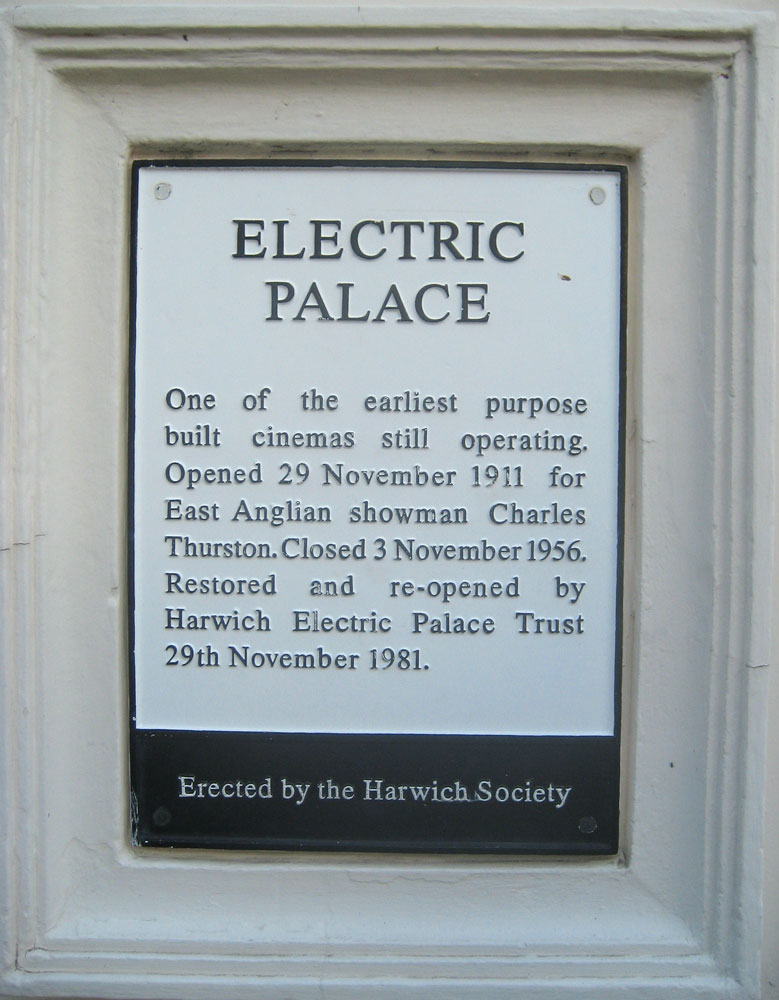 ELECTRIC
PALACE
One of the earliest purpose
built cinemas still operating.
Opened 29 November 1911 for
East Anglian showman Charles
Thurston. Closed 3 November 1956.
Restored and re-opened by
Harwich Electric Palace Trust
29th November 1981.
Erected by the Harwich Society